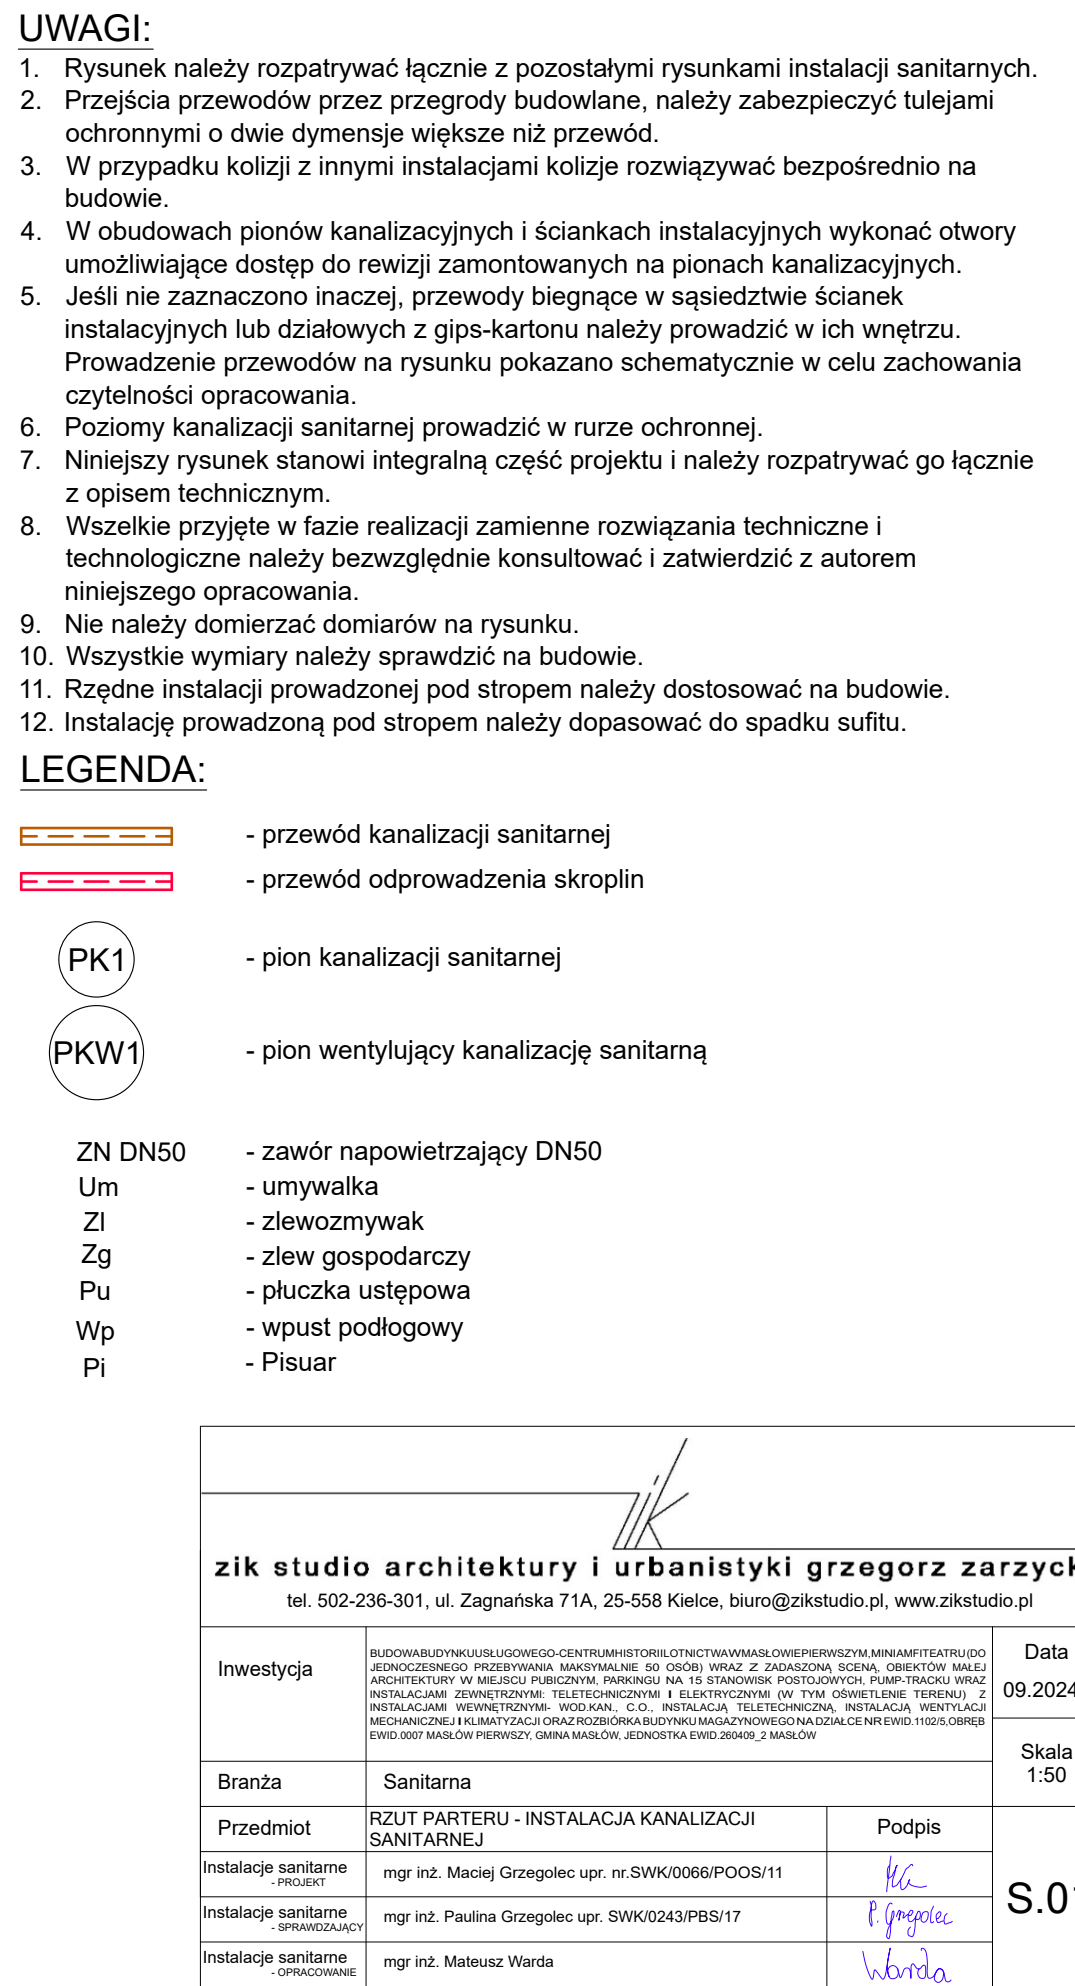 UWAGI:
1. Rysunek należy rozpatrywać łącznie z pozostałymi rysunkami instalacji sanitarnych.
2. Przejścia przewodów przez przegrody budowlane, należy zabezpieczyć tulejami
ochronnymi o dwie dymensje większe niż przewód.
3. W przypadku kolizji z innymi instalacjami kolizje rozwiązywać bezpośrednio na
budowie.
4. W obudowach pionów kanalizacyjnych i ściankach instalacyjnych wykonać otwory
umożliwiające dostęp do rewizji zamontowanych na pionach kanalizacyjnych.
5. Jeśli nie zaznaczono inaczej, przewody biegnące w sąsiedztwie ścianek
instalacyjnych lub działowych z gips-kartonu należy prowadzić w ich wnętrzu.
Prowadzenie przewodów na rysunku pokazano schematycznie w celu zachowania
czytelności opracowania.
6. Poziomy kanalizacji sanitarnej prowadzić w rurze ochronnej.
7. Niniejszy rysunek stanowi integralną część projektu i należy rozpatrywać go łącznie
z opisem technicznym.
8. Wszelkie przyjęte w fazie realizacji zamienne rozwiązania techniczne i
technologiczne należy bezwzględnie konsultować i zatwierdzić z autorem
niniejszego opracowania.
9. Nie należy domierzać domiarów na rysunku.
10. Wszystkie wymiary należy sprawdzić na budowie.
11. Rzędne instalacji prowadzonej pod stropem należy dostosować na budowie.
12. Instalację prowadzoną pod stropem należy dopasować do spadku sufitu.
LEGENDA:
- przewód kanalizacji sanitarnej
- przewód odprowadzenia skroplin
PK1 - pion kanalizacji sanitarnej
PKW1 - pion wentylujący kanalizację sanitarną
ZN DN50 - zawór napowietrzający DN50
Um - umywalka
Zl - zlewozmywak
Zg - zlew gospodarczy
Pu - płuczka ustępowa
Wp - wpust podłogowy
Pi - Pisuar
zik studio architektury i urbanistyki grzegorz zarzyck
tel. 502-236-301, ul. Zagnańska 71A, 25-558 Kielce, biuro@zikstudio.pl, www.zikstudio.pl
Inwestycja
BUDOWA BUDYNKU USŁUGOWEGO - CENTRUM HISTORII LOTNICTWA W MASŁOWIE PIERWSZYM, MINI AMFITEATRU (DO
JEDNOCZESNEGO PRZEBYWANIA MAKSYMALNIE 50 OSÓB) WRAZ Z ZADASZONĄ SCENĄ, OBIEKTÓW MAŁEJ
ARCHITEKTURY W MIEJSCU PUBICZNYM, PARKINGU NA 15 STANOWISK POSTOJOWYCH, PUMP-TRACKU WRAZ
INSTALACJAMI ZEWNĘTRZNYMI: TELETECHNICZNYMI I ELEKTRYCZNYMI (W TYM OŚWIETLENIE TERENU) Z
INSTALACJAMI WEWNĘTRZNYMI- WOD.KAN., C.O., INSTALACJĄ TELETECHNICZNĄ, INSTALACJĄ WENTYLACJI
MECHANICZNEJ I KLIMATYZACJI ORAZ ROZBIÓRKA BUDYNKU MAGAZYNOWEGO NA DZIAŁCE NR EWID.1102/5, OBRĘB
EWID.0007 MASŁÓW PIERWSZY, GMINA MASŁÓW, JEDNOSTKA EWID.260409_2 MASŁÓW
Data
09.2024
Skala
1:50
Branża Sanitarna
Przedmiot
RZUT PARTERU - INSTALACJA KANALIZACJI
SANITARNEJ
Podpis
Instalacje sanitarne
- PROJEKT
mgr inż. Maciej Grzegolec upr. nr.SWK/0066/POOS/11
Instalacje sanitarne
- SPRAWDZAJĄCY
mgr inż. Paulina Grzegolec upr. SWK/0243/PBS/17
P. Grzegolec
Instalacje sanitarne
- OPRACOWANIE
mgr inż. Mateusz Warda
Warda
S.01